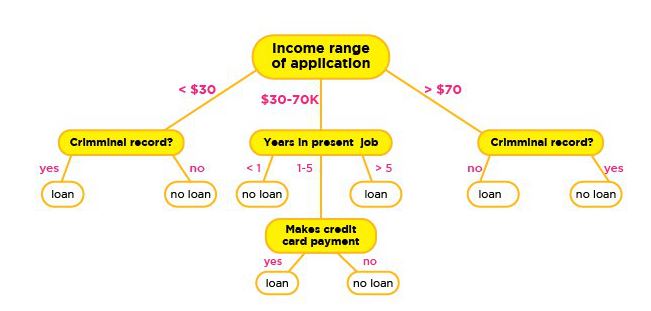 Income range
of application
< $30
$30-70K
> $70
Crimminal record?
Years in present job
Crimminal record?
yes
no
< 1
1-5
> 5
no
yes
loan
no loan
no loan
loan
loan
no loan
Makes credit
card payment
yes
no
loan
no loan